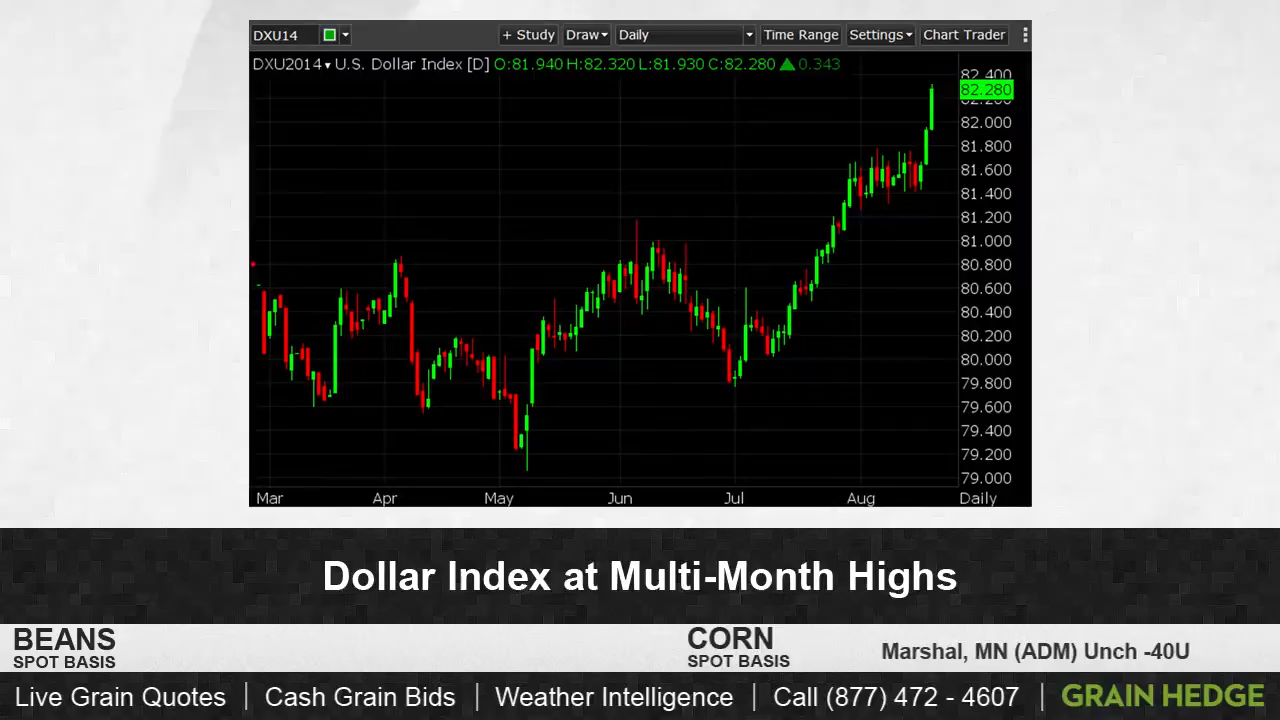 DXU14 + Study Draw Daily Time Range Settings Chart Trader
DXU2014 U.S. Dollar Index [D] O:81.940 H:82.320 L:81.930 C:82.280 0.343
82.400
82.280
82.200
82.000
81.800
81.600
81.400
81.200
81.000
80.800
80.600
80.400
80.200
80.000
79.800
79.600
79.400
79.200
79.000
Mar Apr May Jun Jul Aug Daily
Dollar Index at Multi-Month Highs
BEANS
SPOT BASIS
CORN
SPOT BASIS
Marshal, MN (ADM) Unch -40U
Live Grain Quotes | Cash Grain Bids | Weather Intelligence | Call (877) 472 - 4607 | GRAIN HEDGE